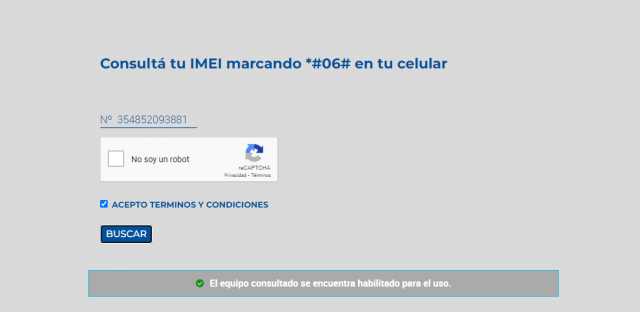 Consultá tu IMEI marcando *#06# en tu celular
Nº 354852093881
No soy un robot
reCAPTCHA
Privacidad - Términos
ACEPTO TERMINOS Y CONDICIONES
BUSCAR
El equipo consultado se encuentra habilitado para el uso.